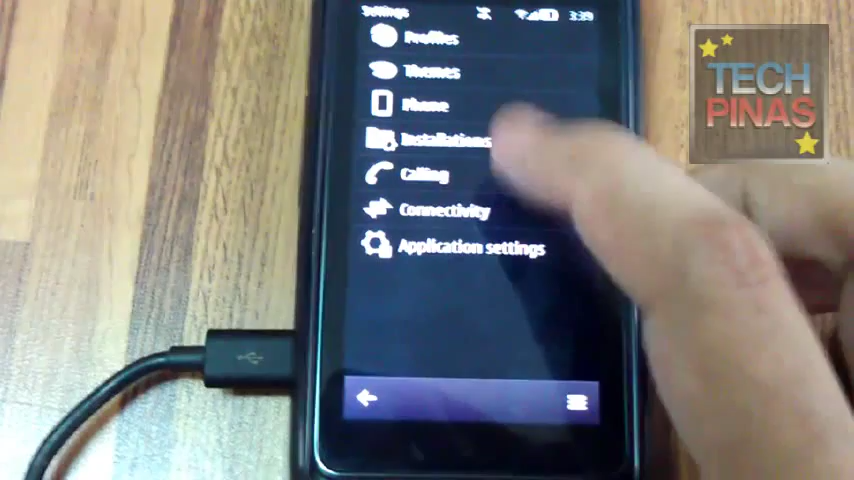 Settings
3:39
Profiles
Themes
Phone
Installations
Calling
Connectivity
Application settings
TECH
PINAS